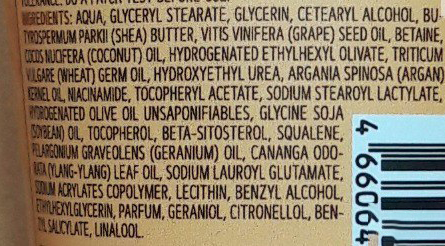 INGREDIENTS: AQUA, GLYCERYL STEARATE, GLYCERIN, CETEARYL ALCOHOL, BU-
TYROSPERMUM PARKII (SHEA) BUTTER, VITIS VINIFERA (GRAPE) SEED OIL, BETAINE,
COCOS NUCIFERA (COCONUT) OIL, HYDROGENATED ETHYLHEXYL OLIVATE, TRITICUM
VULGARE (WHEAT) GERM OIL, HYDROXYETHYL UREA, ARGANIA SPINOSA (ARGAN)
KERNEL OIL, NIACINAMIDE, TOCOPHERYL ACETATE, SODIUM STEAROYL LACTYLATE,
HYDROGENATED OLIVE OIL UNSAPONIFIABLES, GLYCINE SOJA
(SOYBEAN) OIL, TOCOPHEROL, BETA-SITOSTEROL, SQUALENE,
PELARGONIUM GRAVEOLENS (GERANIUM) OIL, CANANGA ODO-
RATA (YLANG-YLANG) LEAF OIL, SODIUM LAUROYL GLUTAMATE,
SODIUM ACRYLATES COPOLYMER, LECITHIN, BENZYL ALCOHOL,
ETHYLHEXYLGLYCERIN, PARFUM, GERANIOL, CITRONELLOL, BEN-
ZYL SALICYLATE, LINALOOL.
4 66094